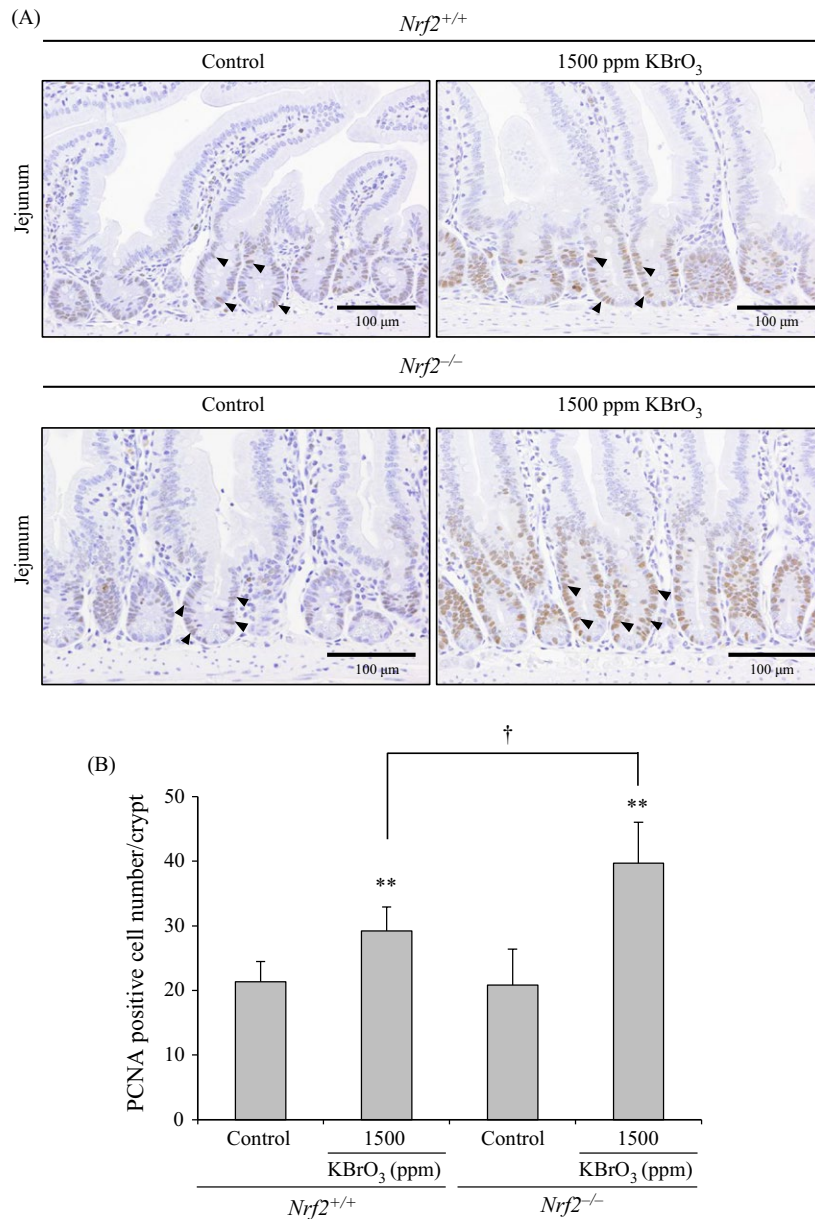 (A)
Nrf2+/+
Control 1500 ppm KBrO3
Jejunum
100 μm 100 μm
Nrf2–/–
Control 1500 ppm KBrO3
Jejunum
100 μm 100 μm
(B)
†
PCNA positive cell number/crypt
50
40
30
20
10
0
**
**
Control 1500 Control 1500
KBrO3 (ppm) KBrO3 (ppm)
Nrf2+/+ Nrf2–/–